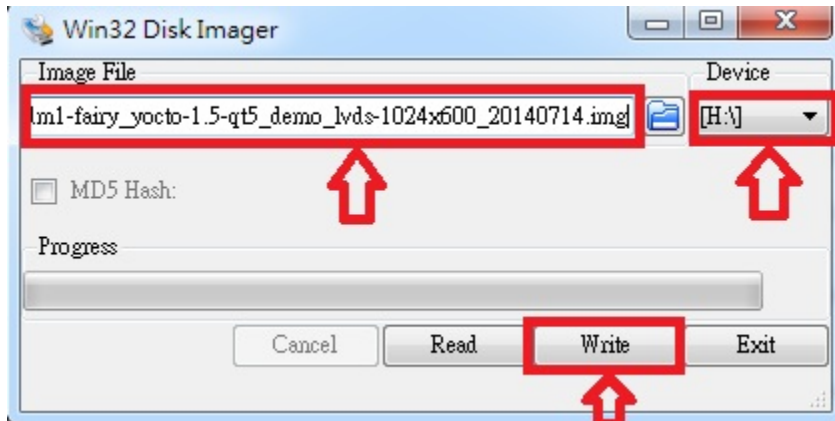 Win32 Disk Imager
Image File
Device
lm1-fairy_yocto-1.5-qt5_demo_lvds-1024x600_20140714.img
[H:\]
MD5 Hash:
Progress
Cancel Read Write Exit